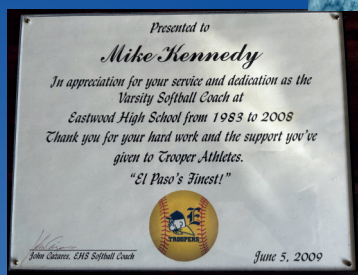 Presented to
Mike Kennedy
In appreciation for your service and dedication as the
Varsity Softball Coach at
Eastwood High School from 1983 to 2008
Thank you for your hard work and the support you've
given to Trooper Athletes.
"El Paso's Finest!"
E
TROOPERS
John Cazares, EHS Softball Coach
June 5, 2009